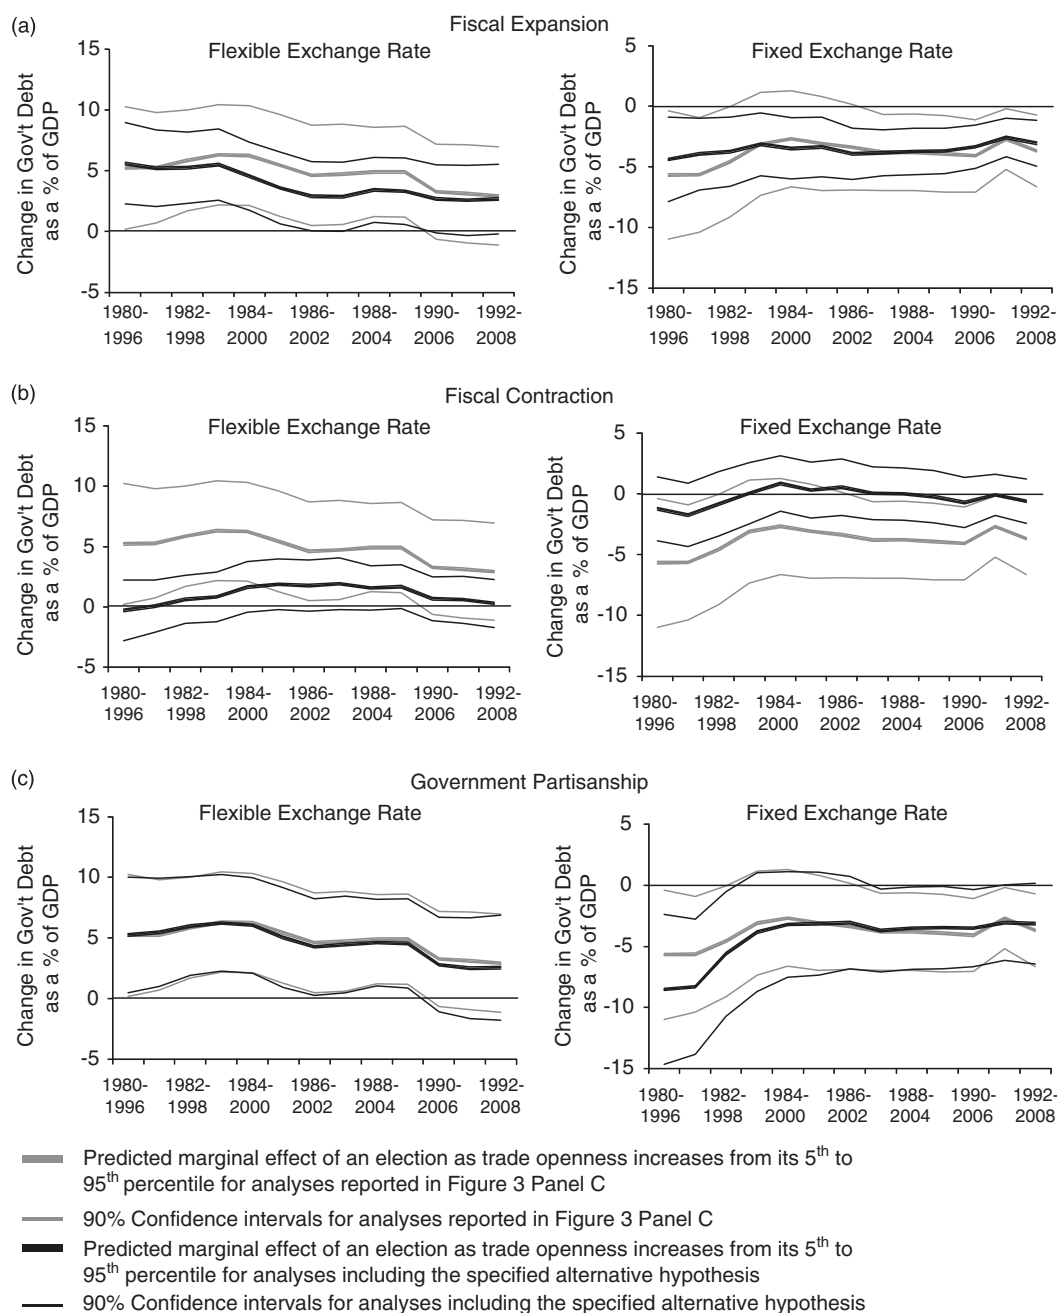 (a)
Fiscal Expansion
Flexible Exchange Rate
Change in Gov't Debt
as a % of GDP
15
10
5
0
-5
1980- 1982- 1984- 1986- 1988- 1990- 1992-
1996 1998 2000 2002 2004 2006 2008
Fixed Exchange Rate
Change in Gov't Debt
as a % of GDP
5
0
-5
-10
-15
1980- 1982- 1984- 1986- 1988- 1990- 1992-
1996 1998 2000 2002 2004 2006 2008
(b)
Fiscal Contraction
Flexible Exchange Rate
Change in Gov't Debt
as a % of GDP
15
10
5
0
-5
1980- 1982- 1984- 1986- 1988- 1990- 1992-
1996 1998 2000 2002 2004 2006 2008
Fixed Exchange Rate
Change in Gov't Debt
as a % of GDP
5
0
-5
-10
-15
1980- 1982- 1984- 1986- 1988- 1990- 1992-
1996 1998 2000 2002 2004 2006 2008
(c)
Government Partisanship
Flexible Exchange Rate
Change in Gov't Debt
as a % of GDP
15
10
5
0
-5
1980- 1982- 1984- 1986- 1988- 1990- 1992-
1996 1998 2000 2002 2004 2006 2008
Fixed Exchange Rate
Change in Gov't Debt
as a % of GDP
5
0
-5
-10
-15
1980- 1982- 1984- 1986- 1988- 1990- 1992-
1996 1998 2000 2002 2004 2006 2008
Predicted marginal effect of an election as trade openness increases from its 5th to
95th percentile for analyses reported in Figure 3 Panel C
90% Confidence intervals for analyses reported in Figure 3 Panel C
Predicted marginal effect of an election as trade openness increases from its 5th to
95th percentile for analyses including the specified alternative hypothesis
90% Confidence intervals for analyses including the specified alternative hypothesis